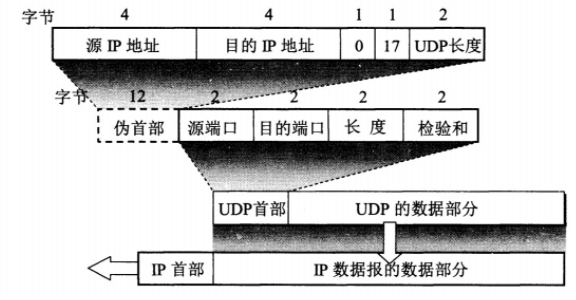 字节 4 4 1 1 2
源 IP 地址 目的 IP 地址 0 17 UDP长度
字节 12 2 2 2 2
伪首部 源端口 目的端口 长 度 检验和
UDP首部 UDP 的数据部分
IP 首部 IP 数据报的数据部分